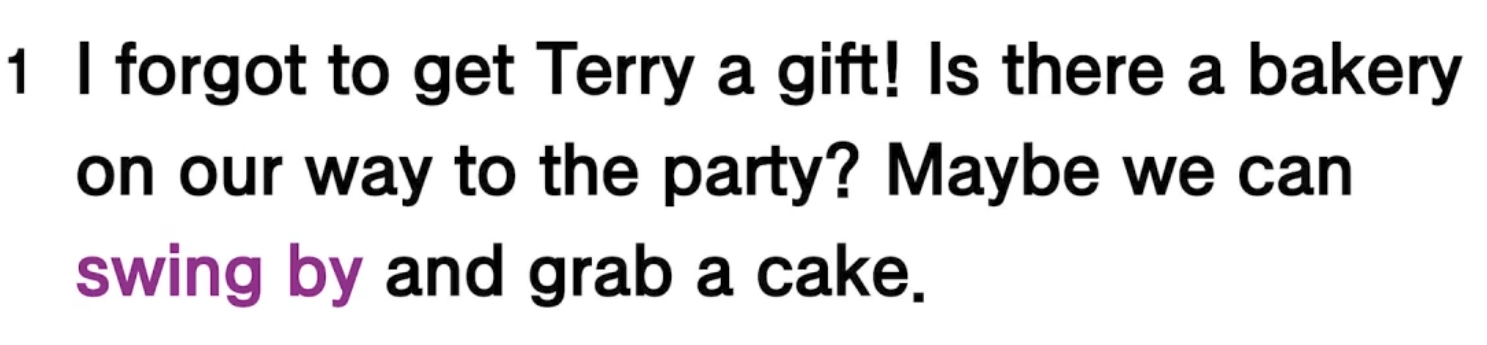 1 I forgot to get Terry a gift! Is there a bakery
on our way to the party? Maybe we can
swing by and grab a cake.